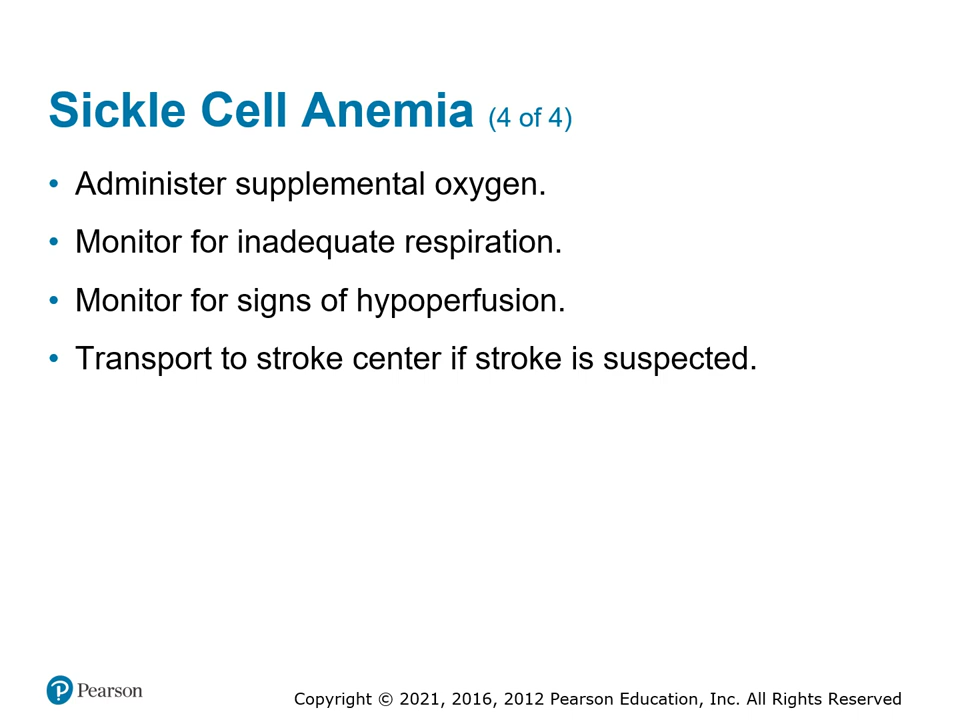 Sickle Cell Anemia (4 of 4)
• Administer supplemental oxygen.
• Monitor for inadequate respiration.
• Monitor for signs of hypoperfusion.
• Transport to stroke center if stroke is suspected.
Pearson
Copyright © 2021, 2016, 2012 Pearson Education, Inc. All Rights Reserved